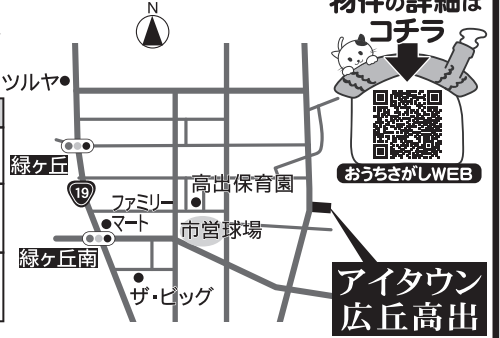 物件の詳細は
コチラ
おうちさがしWEB
N
ツルヤ
緑ヶ丘
19
高出保育園
ファミリー
マート
市営球場
緑ヶ丘南
ザ・ビッグ
アイタウン
広丘高出